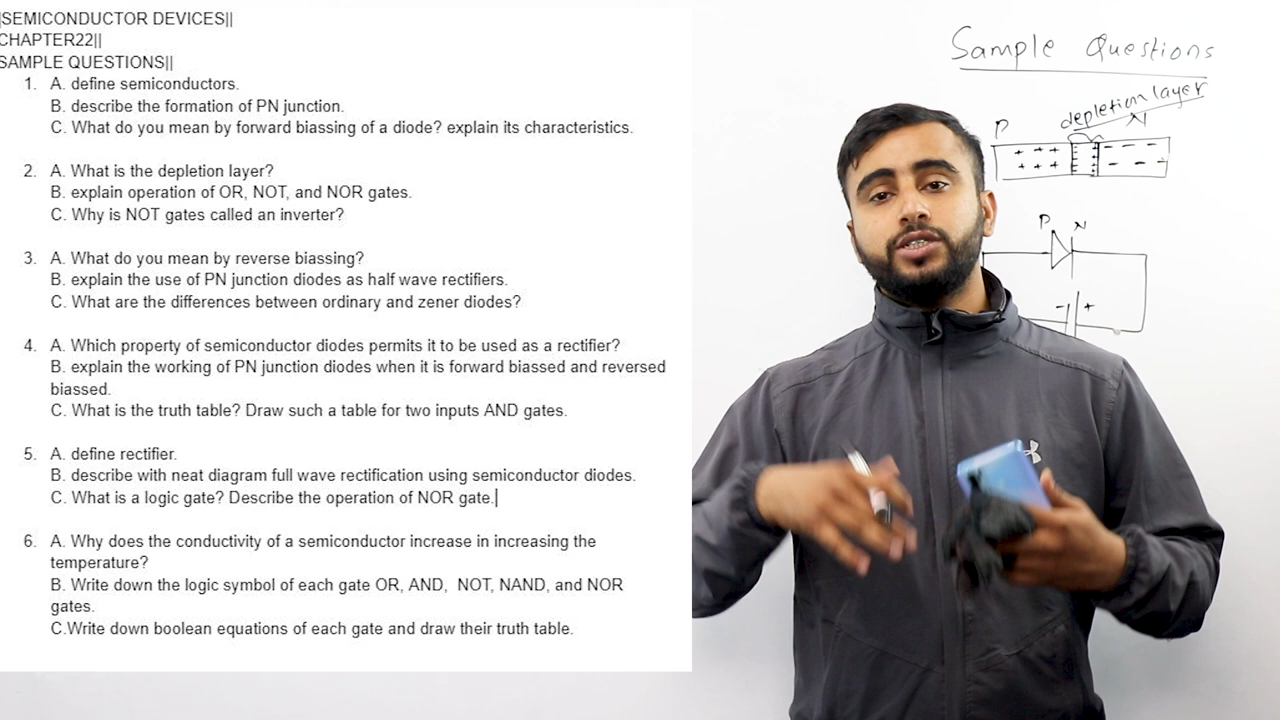 |SEMICONDUCTOR DEVICES||
CHAPTER22||
SAMPLE QUESTIONS||
1. A. define semiconductors.
B. describe the formation of PN junction.
C. What do you mean by forward biassing of a diode? explain its characteristics.
2. A. What is the depletion layer?
B. explain operation of OR, NOT, and NOR gates.
C. Why is NOT gates called an inverter?
3. A. What do you mean by reverse biassing?
B. explain the use of PN junction diodes as half wave rectifiers.
C. What are the differences between ordinary and zener diodes?
4. A. Which property of semiconductor diodes permits it to be used as a rectifier?
B. explain the working of PN junction diodes when it is forward biassed and reversed
biassed.
C. What is the truth table? Draw such a table for two inputs AND gates.
5. A. define rectifier.
B. describe with neat diagram full wave rectification using semiconductor diodes.
C. What is a logic gate? Describe the operation of NOR gate.
6. A. Why does the conductivity of a semiconductor increase in increasing the
temperature?
B. Write down the logic symbol of each gate OR, AND,  NOT, NAND, and NOR
gates.
C.Write down boolean equations of each gate and draw their truth table.
Sample Questions
depletion layer
P N
+ + + - - -
+ + + - - -
P N
- +